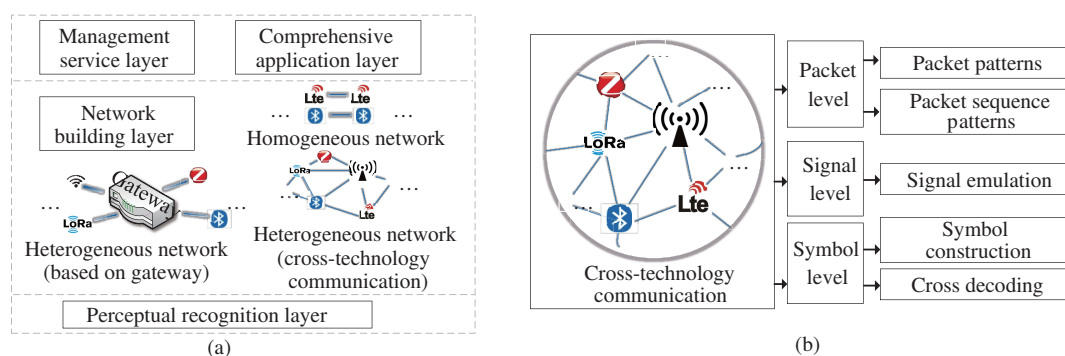 Management
service layer
Comprehensive
application layer
Network
building layer
Lte
Lte
...
...
Homogeneous network
Gateway
...
...
LoRa
Heterogeneous network
(based on gateway)
LoRa
...
...
Lte
Heterogeneous network
(cross-technology
communication)
Perceptual recognition layer
(a)
...
...
LoRa
...
Lte
...
Cross-technology
communication
Packet
level
Packet patterns
Packet sequence
patterns
Signal
level
Signal emulation
Symbol
level
Symbol
construction
Cross decoding
(b)